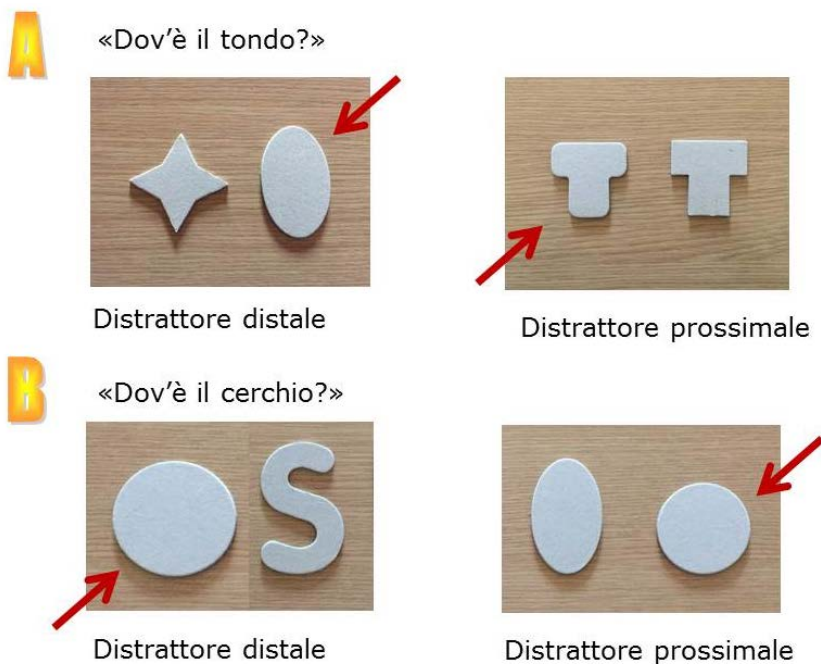 A
«Dov'è il tondo?»
Distrattore distale
Distrattore prossimale
B
«Dov'è il cerchio?»
S
Distrattore distale
Distrattore prossimale